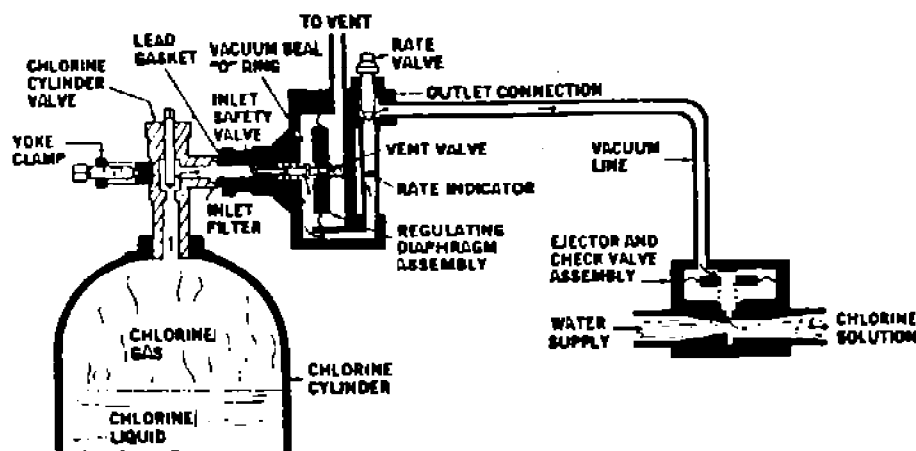 TO VENT
LEAD
GASKET
VACUUM SEAL
"O" RING
RATE
VALVE
CHLORINE
CYLINDER
VALVE
INLET SAFETY
VALVE
OUTLET CONNECTION
YOKE
CLAMP
VENT VALVE
VACUUM
LINE
RATE INDICATOR
INLET
FILTER
REGULATING
DIAPHRAGM
ASSEMBLY
EJECTOR AND
CHECK VALVE
ASSEMBLY
CHLORINE
GAS
WATER
SUPPLY
CHLORINE
SOLUTION
CHLORINE
CYLINDER
CHLORINE
LIQUID